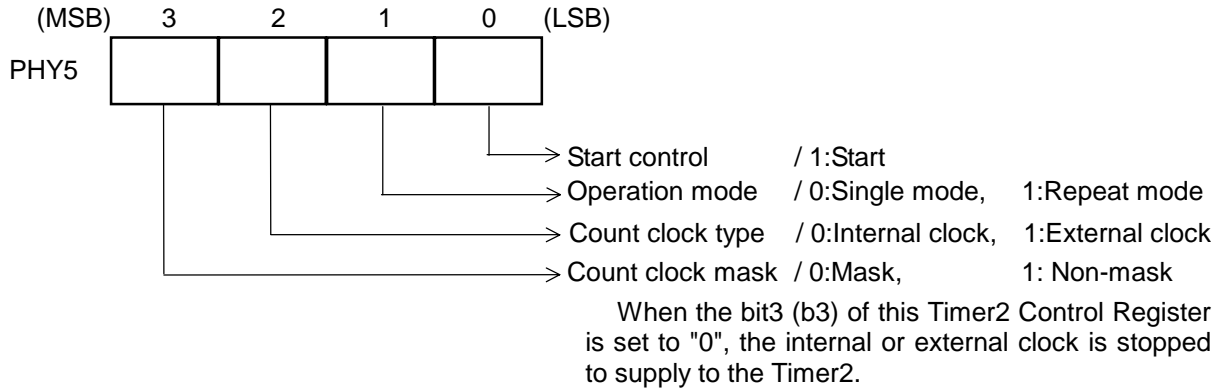 (MSB) 3 2 1 0 (LSB)
PHY5
Start control / 1:Start
Operation mode / 0:Single mode, 1:Repeat mode
Count clock type / 0:Internal clock, 1:External clock
Count clock mask / 0:Mask, 1: Non-mask
When the bit3 (b3) of this Timer2 Control Register
is set to "0", the internal or external clock is stopped
to supply to the Timer2.